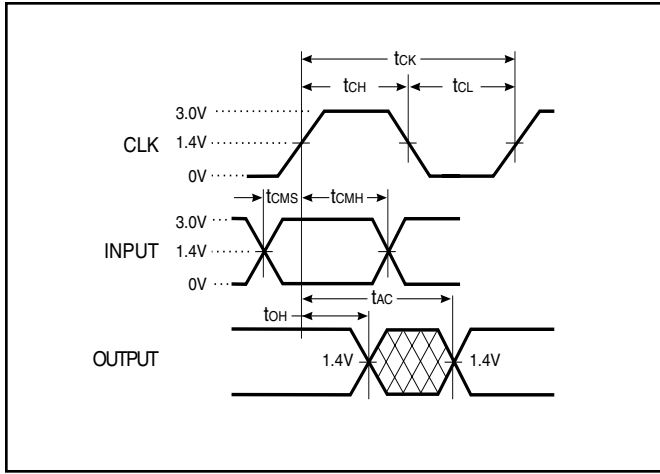 tCK
tCH tCL
3.0V
CLK 1.4V
0V
tCMS tCMH
3.0V
INPUT 1.4V
0V
tAC
tOH
OUTPUT 1.4V 1.4V